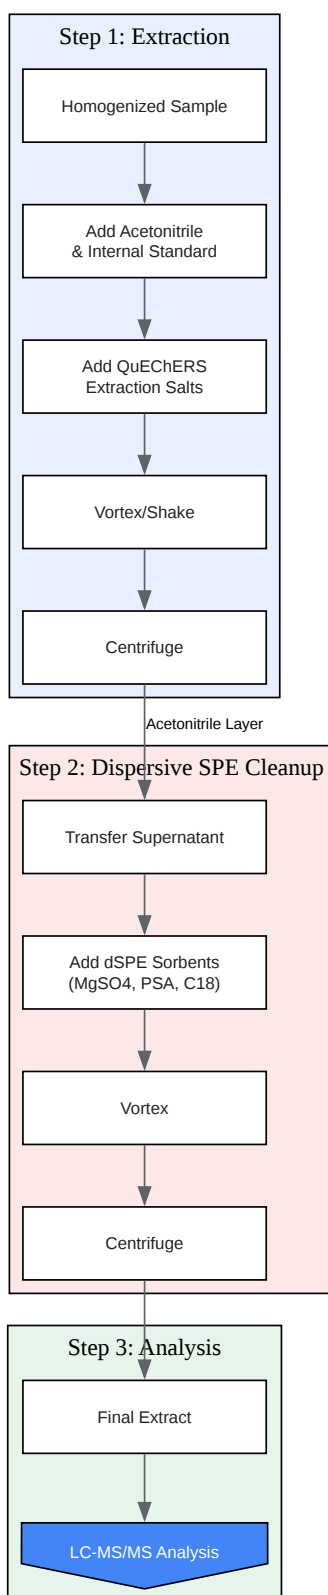 Step 1: Extraction
Homogenized Sample
Add Acetonitrile
& Internal Standard
Add QuEChERS
Extraction Salts
Vortex/Shake
Centrifuge
Acetonitrile Layer
Step 2: Dispersive SPE Cleanup
Transfer Supernatant
Add dSPE Sorbents
(MgSO4, PSA, C18)
Vortex
Centrifuge
Step 3: Analysis
Final Extract
LC-MS/MS Analysis